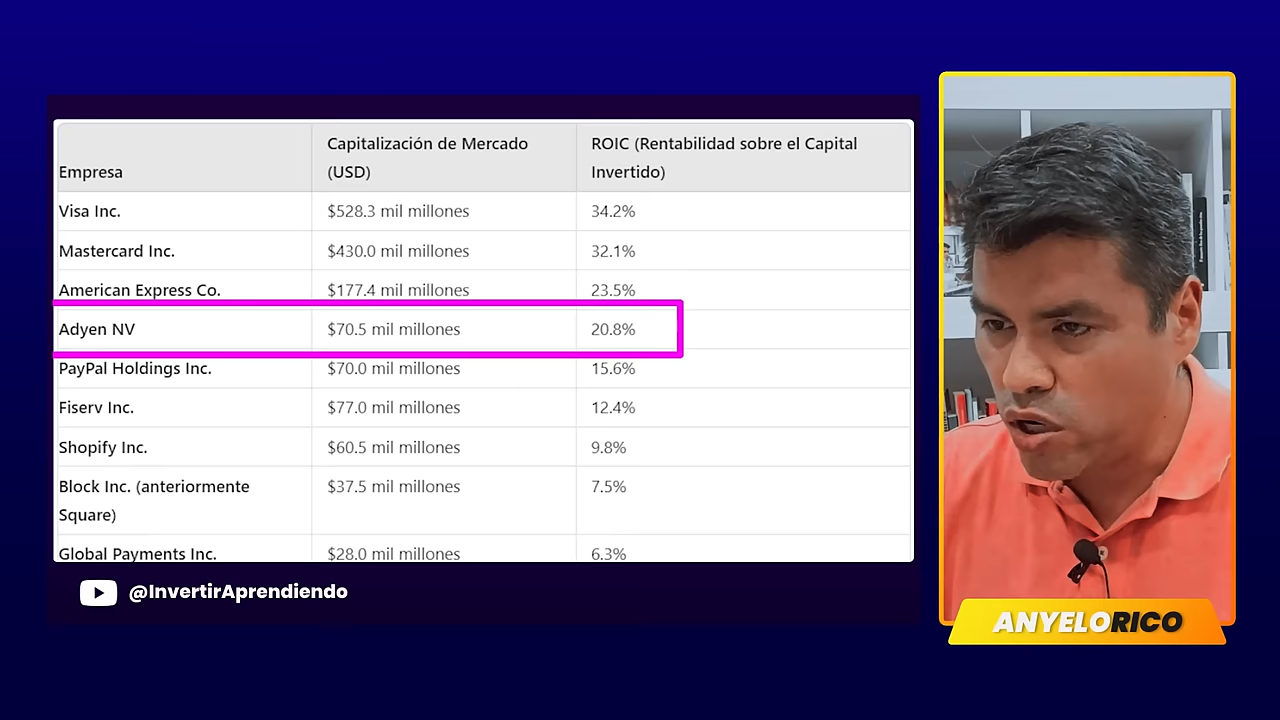 Empresa
Capitalización de Mercado
(USD)
ROIC (Rentabilidad sobre el Capital
Invertido)
Visa Inc. $528.3 mil millones 34.2%
Mastercard Inc. $430.0 mil millones 32.1%
American Express Co. $177.4 mil millones 23.5%
Adyen NV $70.5 mil millones 20.8%
PayPal Holdings Inc. $70.0 mil millones 15.6%
Fiserv Inc. $77.0 mil millones 12.4%
Shopify Inc. $60.5 mil millones 9.8%
Block Inc. (anteriormente $37.5 mil millones 7.5%
Square)
Global Payments Inc. $28.0 mil millones 6.3%
@InvertirAprendiendo
ANYELORICO